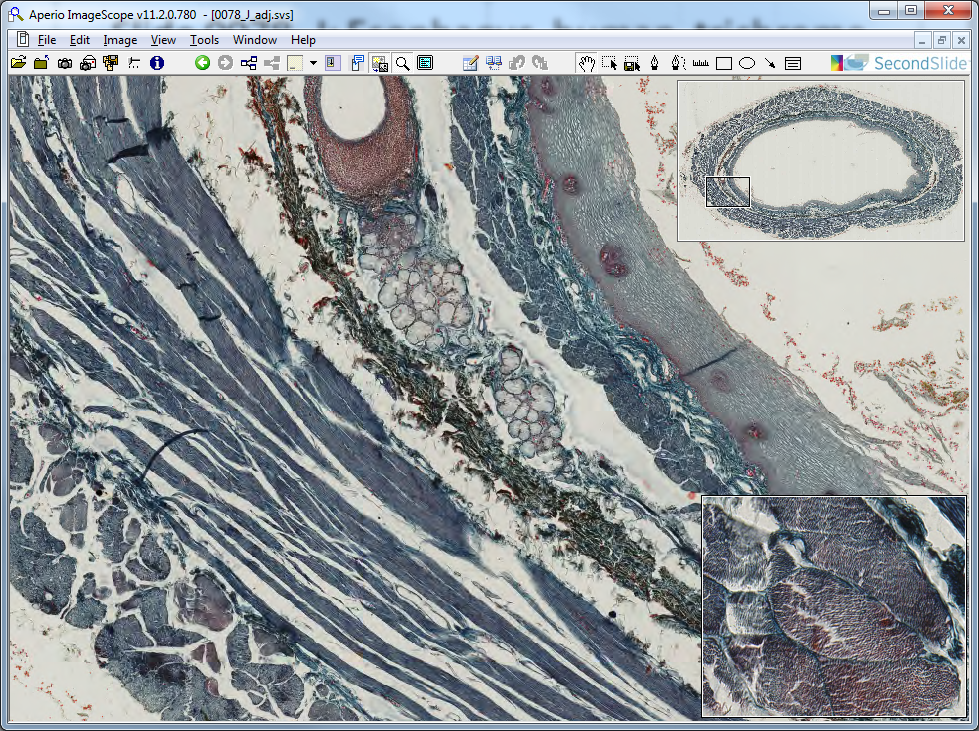 Aperio ImageScope v11.2.0.780 - [0078_J_adj.svs]
File Edit Image View Tools Window Help
SecondSlide